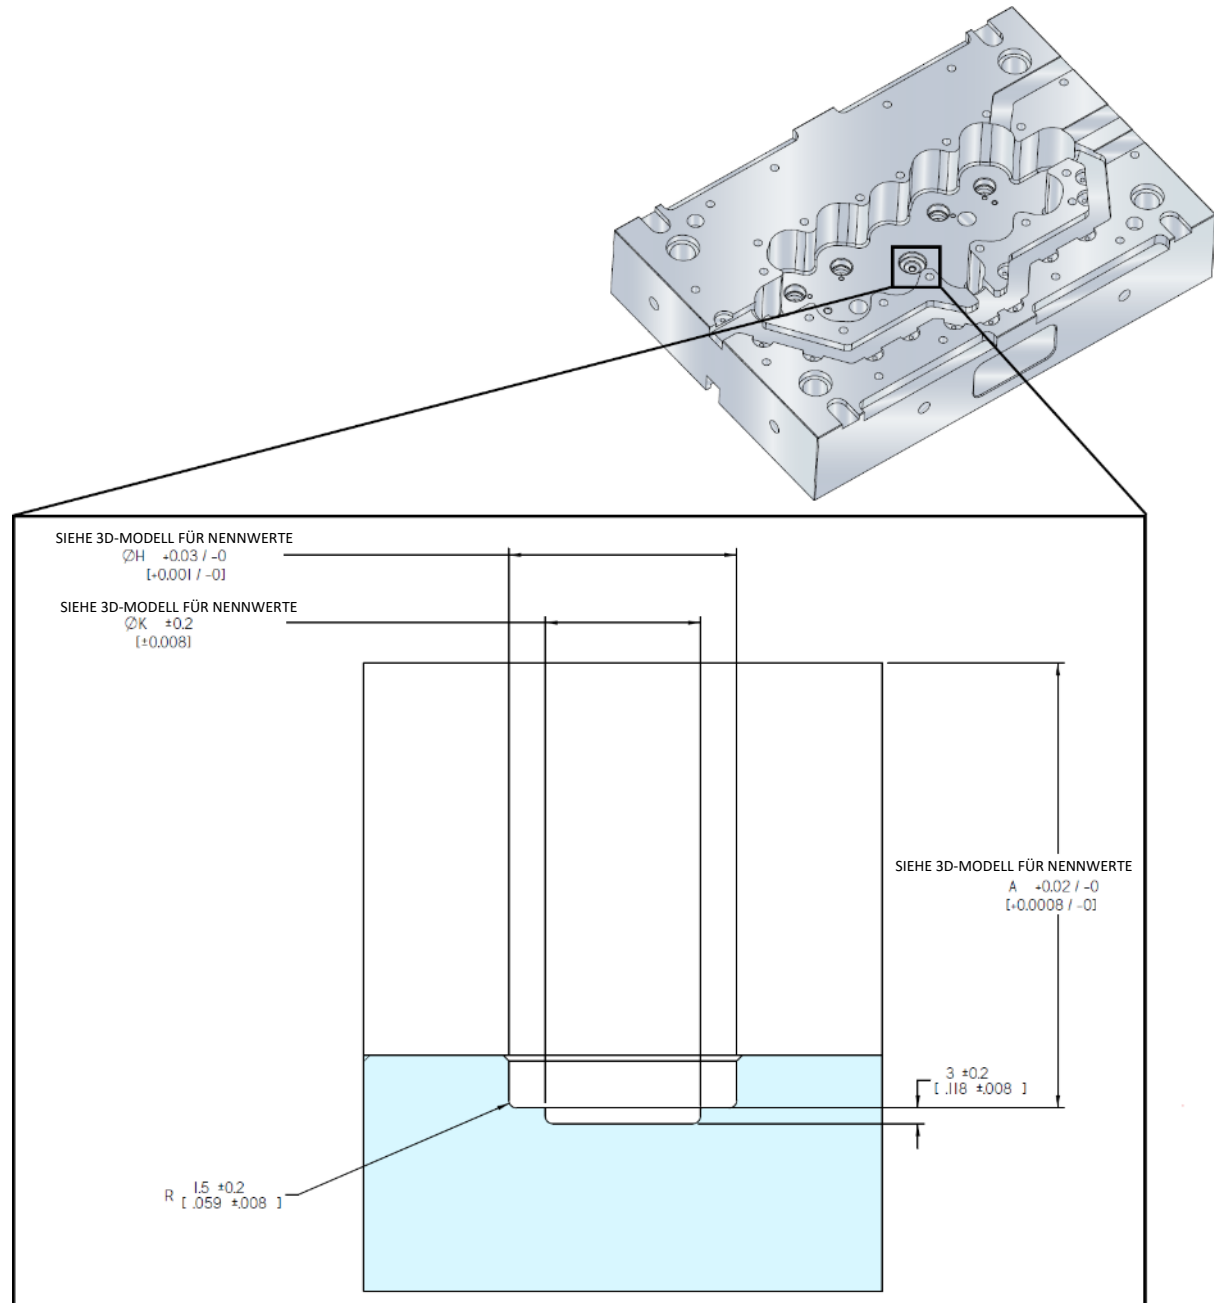 SIEHE 3D-MODELL FÜR NENNWERTE
∅H +0.03 / -0
[+0.001 / -0]
SIEHE 3D-MODELL FÜR NENNWERTE
∅K ±0.2
[±0.008]
SIEHE 3D-MODELL FÜR NENNWERTE
A +0.02 / -0
[+0.0008 / -0]
3 ±0.2
[ .118 ±.008 ]
R 1.5 ±0.2
[ .059 ±.008 ]